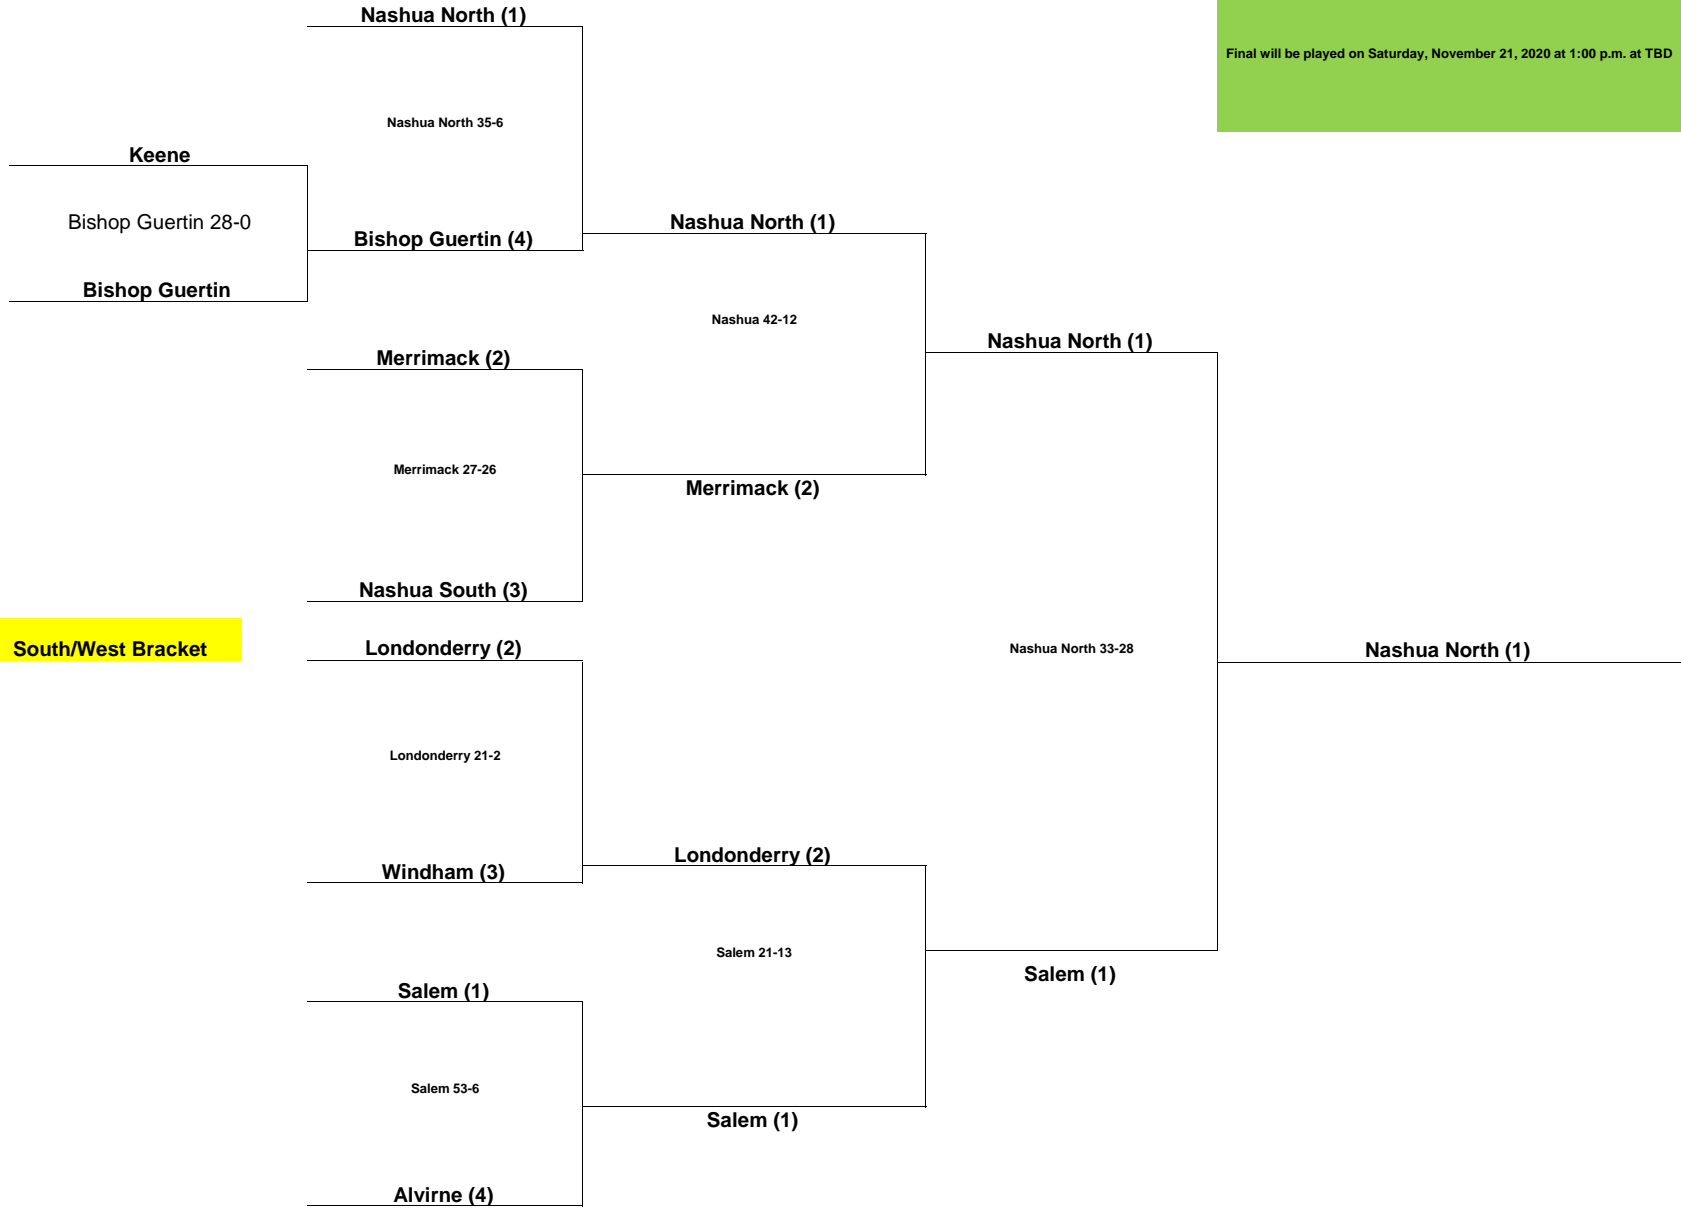 Nashua North (1)
Final will be played on Saturday, November 21, 2020 at 1:00 p.m. at TBD
Nashua North 35-6
Keene
Bishop Guertin 28-0
Nashua North (1)
Bishop Guertin (4)
Bishop Guertin
Nashua 42-12
Nashua North (1)
Merrimack (2)
Merrimack 27-26
Merrimack (2)
Nashua South (3)
South/West Bracket
Londonderry (2)
Nashua North 33-28
Nashua North (1)
Londonderry 21-2
Londonderry (2)
Windham (3)
Salem 21-13
Salem (1)
Salem (1)
Salem 53-6
Salem (1)
Alvirne (4)